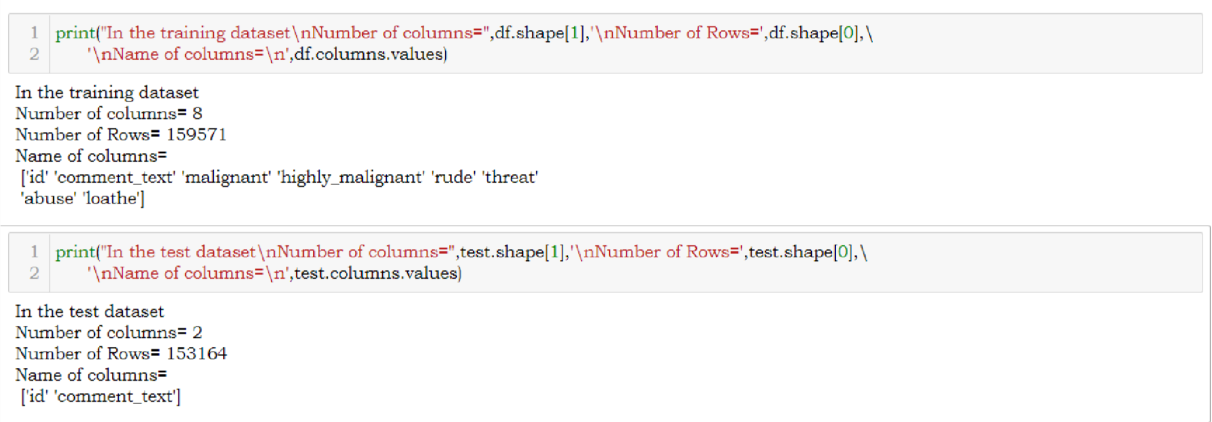 1 print("In the training dataset\nNumber of columns=",df.shape[1],'\nNumber of Rows=',df.shape[0],\
2 '\nName of columns=\n',df.columns.values)
In the training dataset
Number of columns= 8
Number of Rows= 159571
Name of columns=
['id' 'comment_text' 'malignant' 'highly_malignant' 'rude' 'threat'
'abuse' 'loathe']
1 print("In the test dataset\nNumber of columns=",test.shape[1],'\nNumber of Rows=',test.shape[0],\
2 '\nName of columns=\n',test.columns.values)
In the test dataset
Number of columns= 2
Number of Rows= 153164
Name of columns=
['id' 'comment_text']